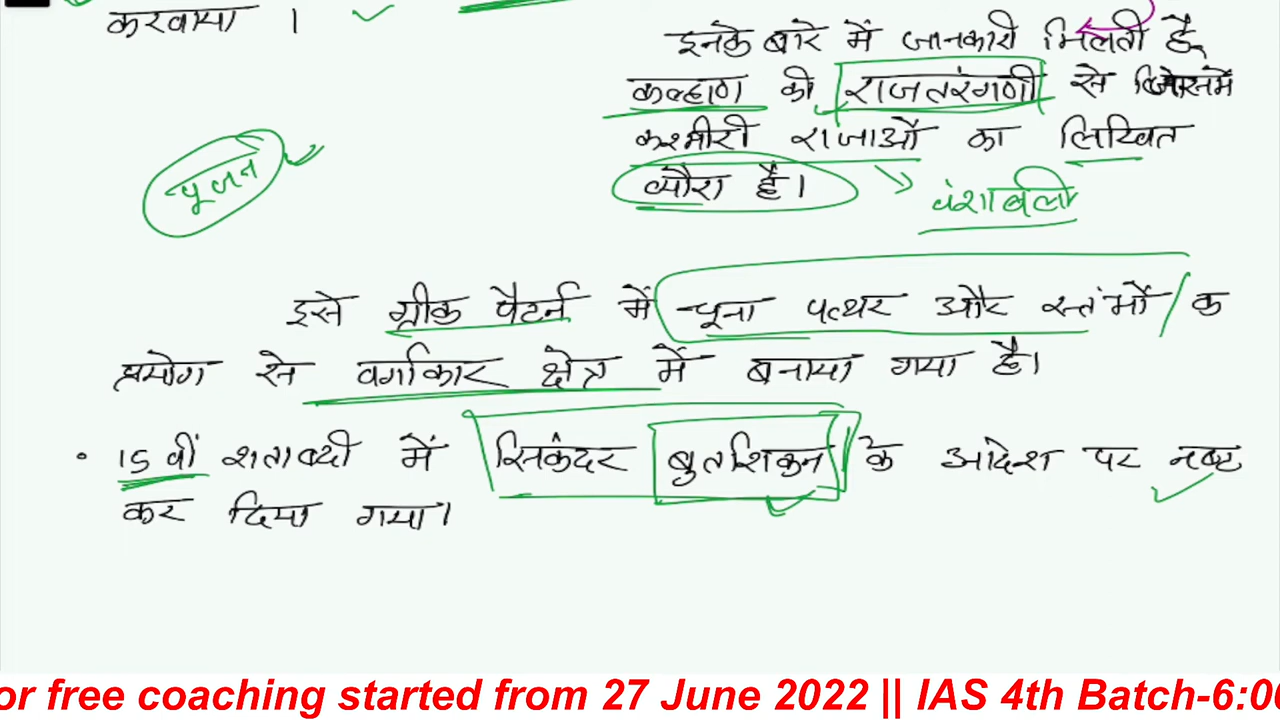 करवाया ।
इनके बारे में जानकारी मिलती है
कल्हाण की राजतरंगणी से जिसमें
कश्मीरी राजाओं का लिखित
ब्यौरा है।
वंशावली
पूजन
इसे ग्रीक पैटर्न में चूना पत्थर और स्तंभों क
प्रयोग से वर्गाकार क्षेत्र में बनाया गया है।
• 15 वीं शताब्दी में सिकंदर बुतशिकन के आदेश पर नष्ट
कर दिया गया।
or free coaching started from 27 June 2022 || IAS 4th Batch-6:00